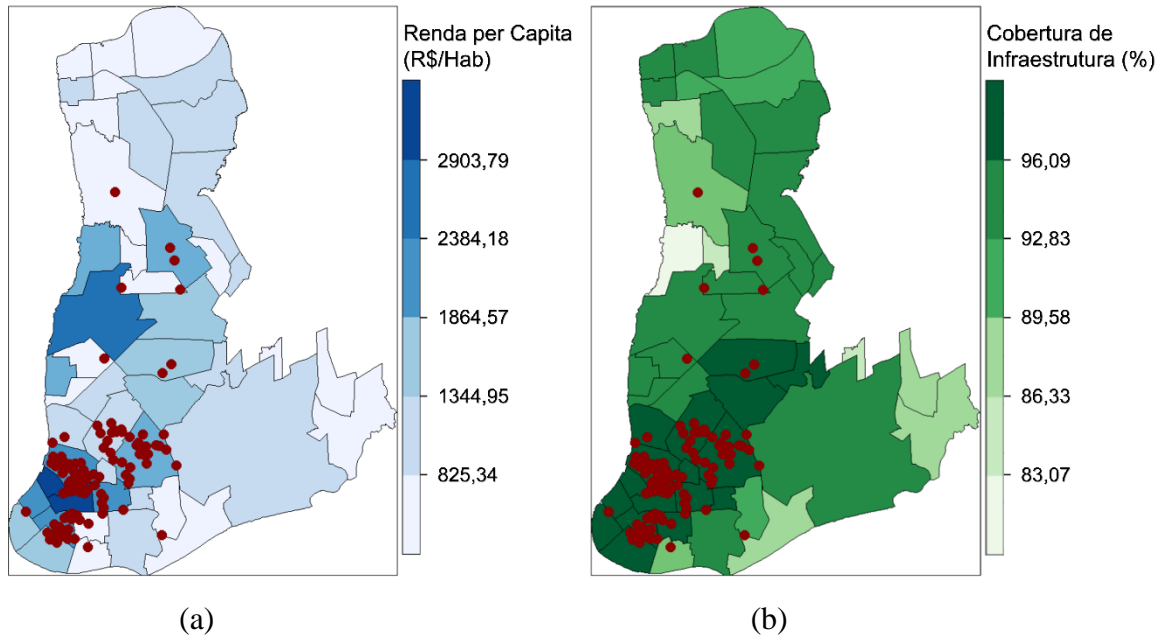 Renda per Capita
(R$/Hab)
2903,79
2384,18
1864,57
1344,95
825,34
(a)
Cobertura de
Infraestrutura (%)
96,09
92,83
89,58
86,33
83,07
(b)